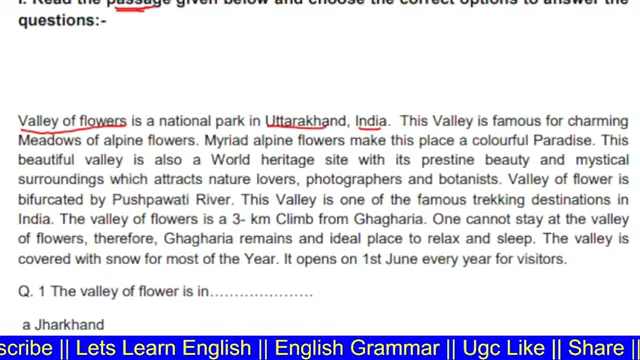 I. Read the passage given below and choose the correct options to answer the
questions:-
Valley of flowers is a national park in Uttarakhand, India. This Valley is famous for charming
Meadows of alpine flowers. Myriad alpine flowers make this place a colourful Paradise. This
beautiful valley is also a World heritage site with its prestine beauty and mystical
surroundings which attracts nature lovers, photographers and botanists. Valley of flower is
bifurcated by Pushpawati River. This Valley is one of the famous trekking destinations in
India. The valley of flowers is a 3- km Climb from Ghagharia. One cannot stay at the valley
of flowers, therefore, Ghagharia remains and ideal place to relax and sleep. The valley is
covered with snow for most of the Year. It opens on 1st June every year for visitors.
Q. 1 The valley of flower is in........................
a Jharkhand
scribe || Lets Learn English || English Grammar || Ugc Like || Share ||